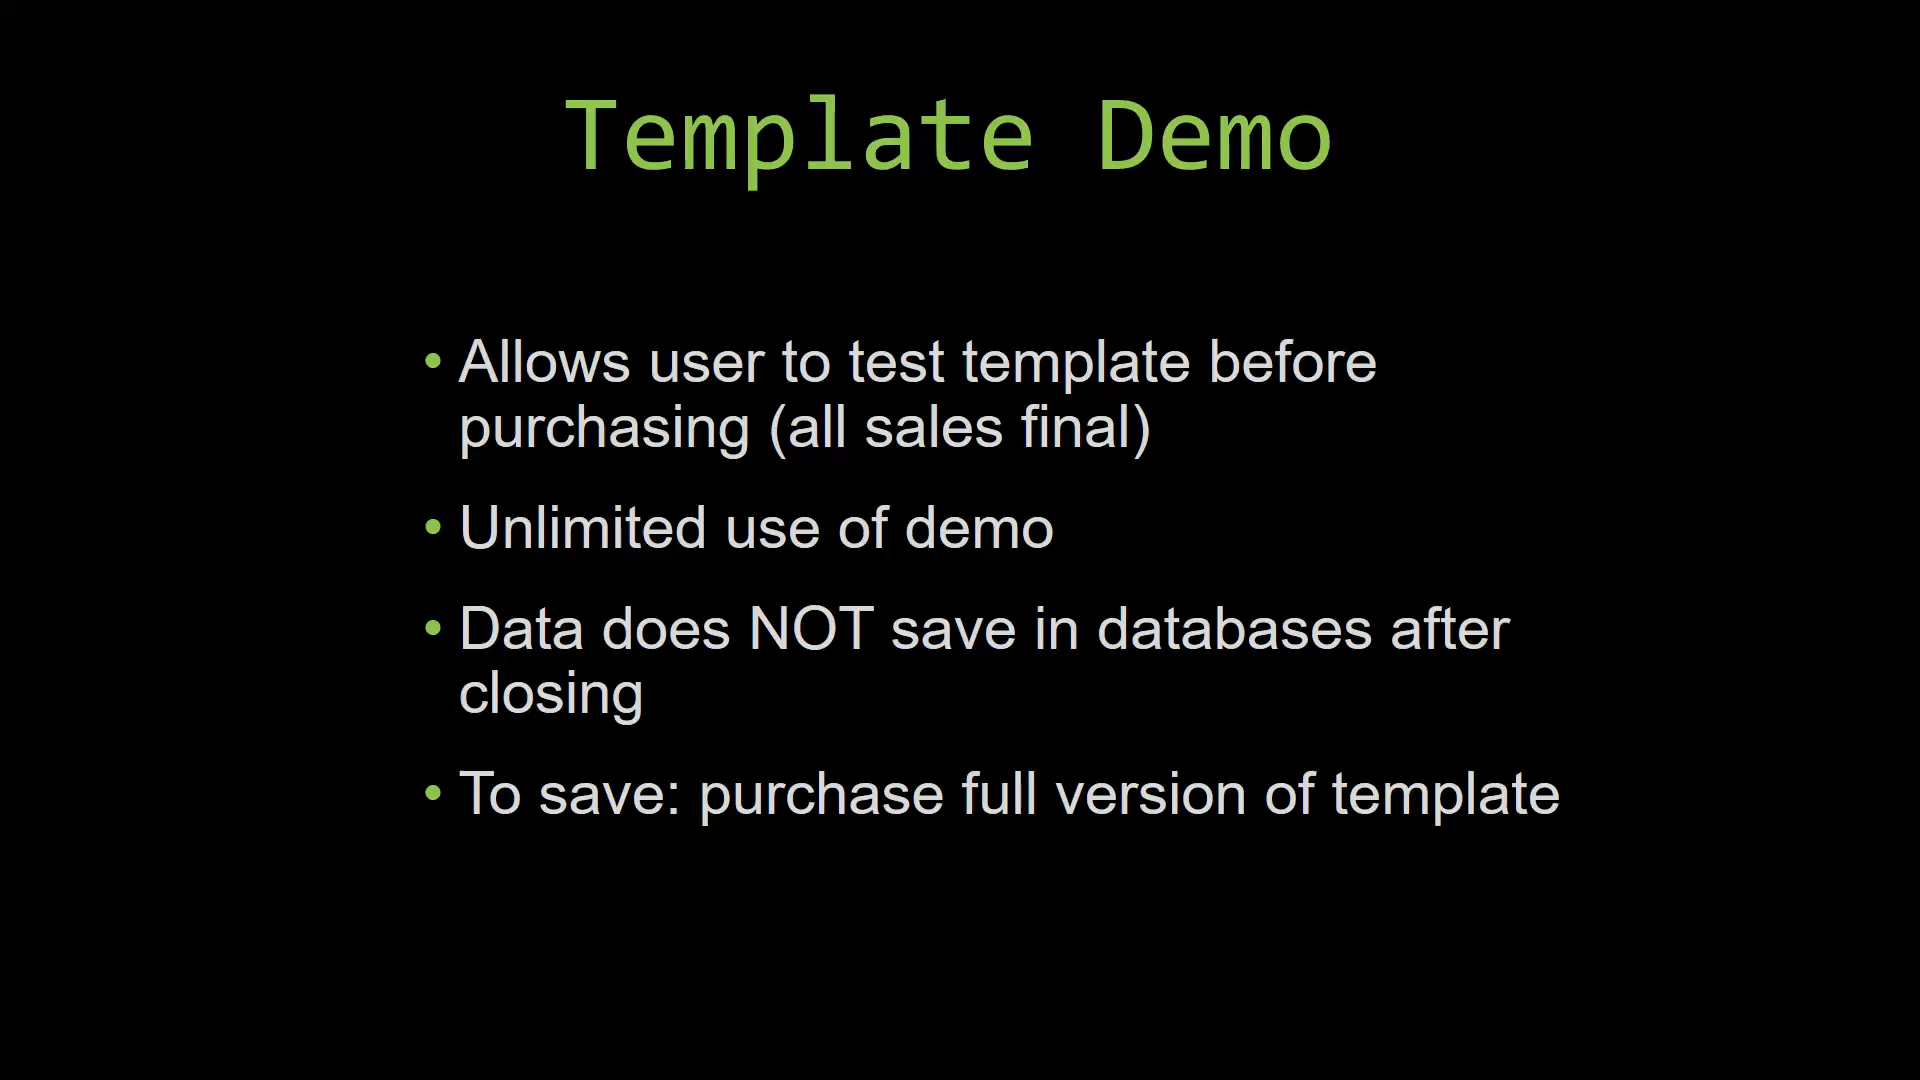 Template Demo
• Allows user to test template before
purchasing (all sales final)
• Unlimited use of demo
• Data does NOT save in databases after
closing
• To save: purchase full version of template